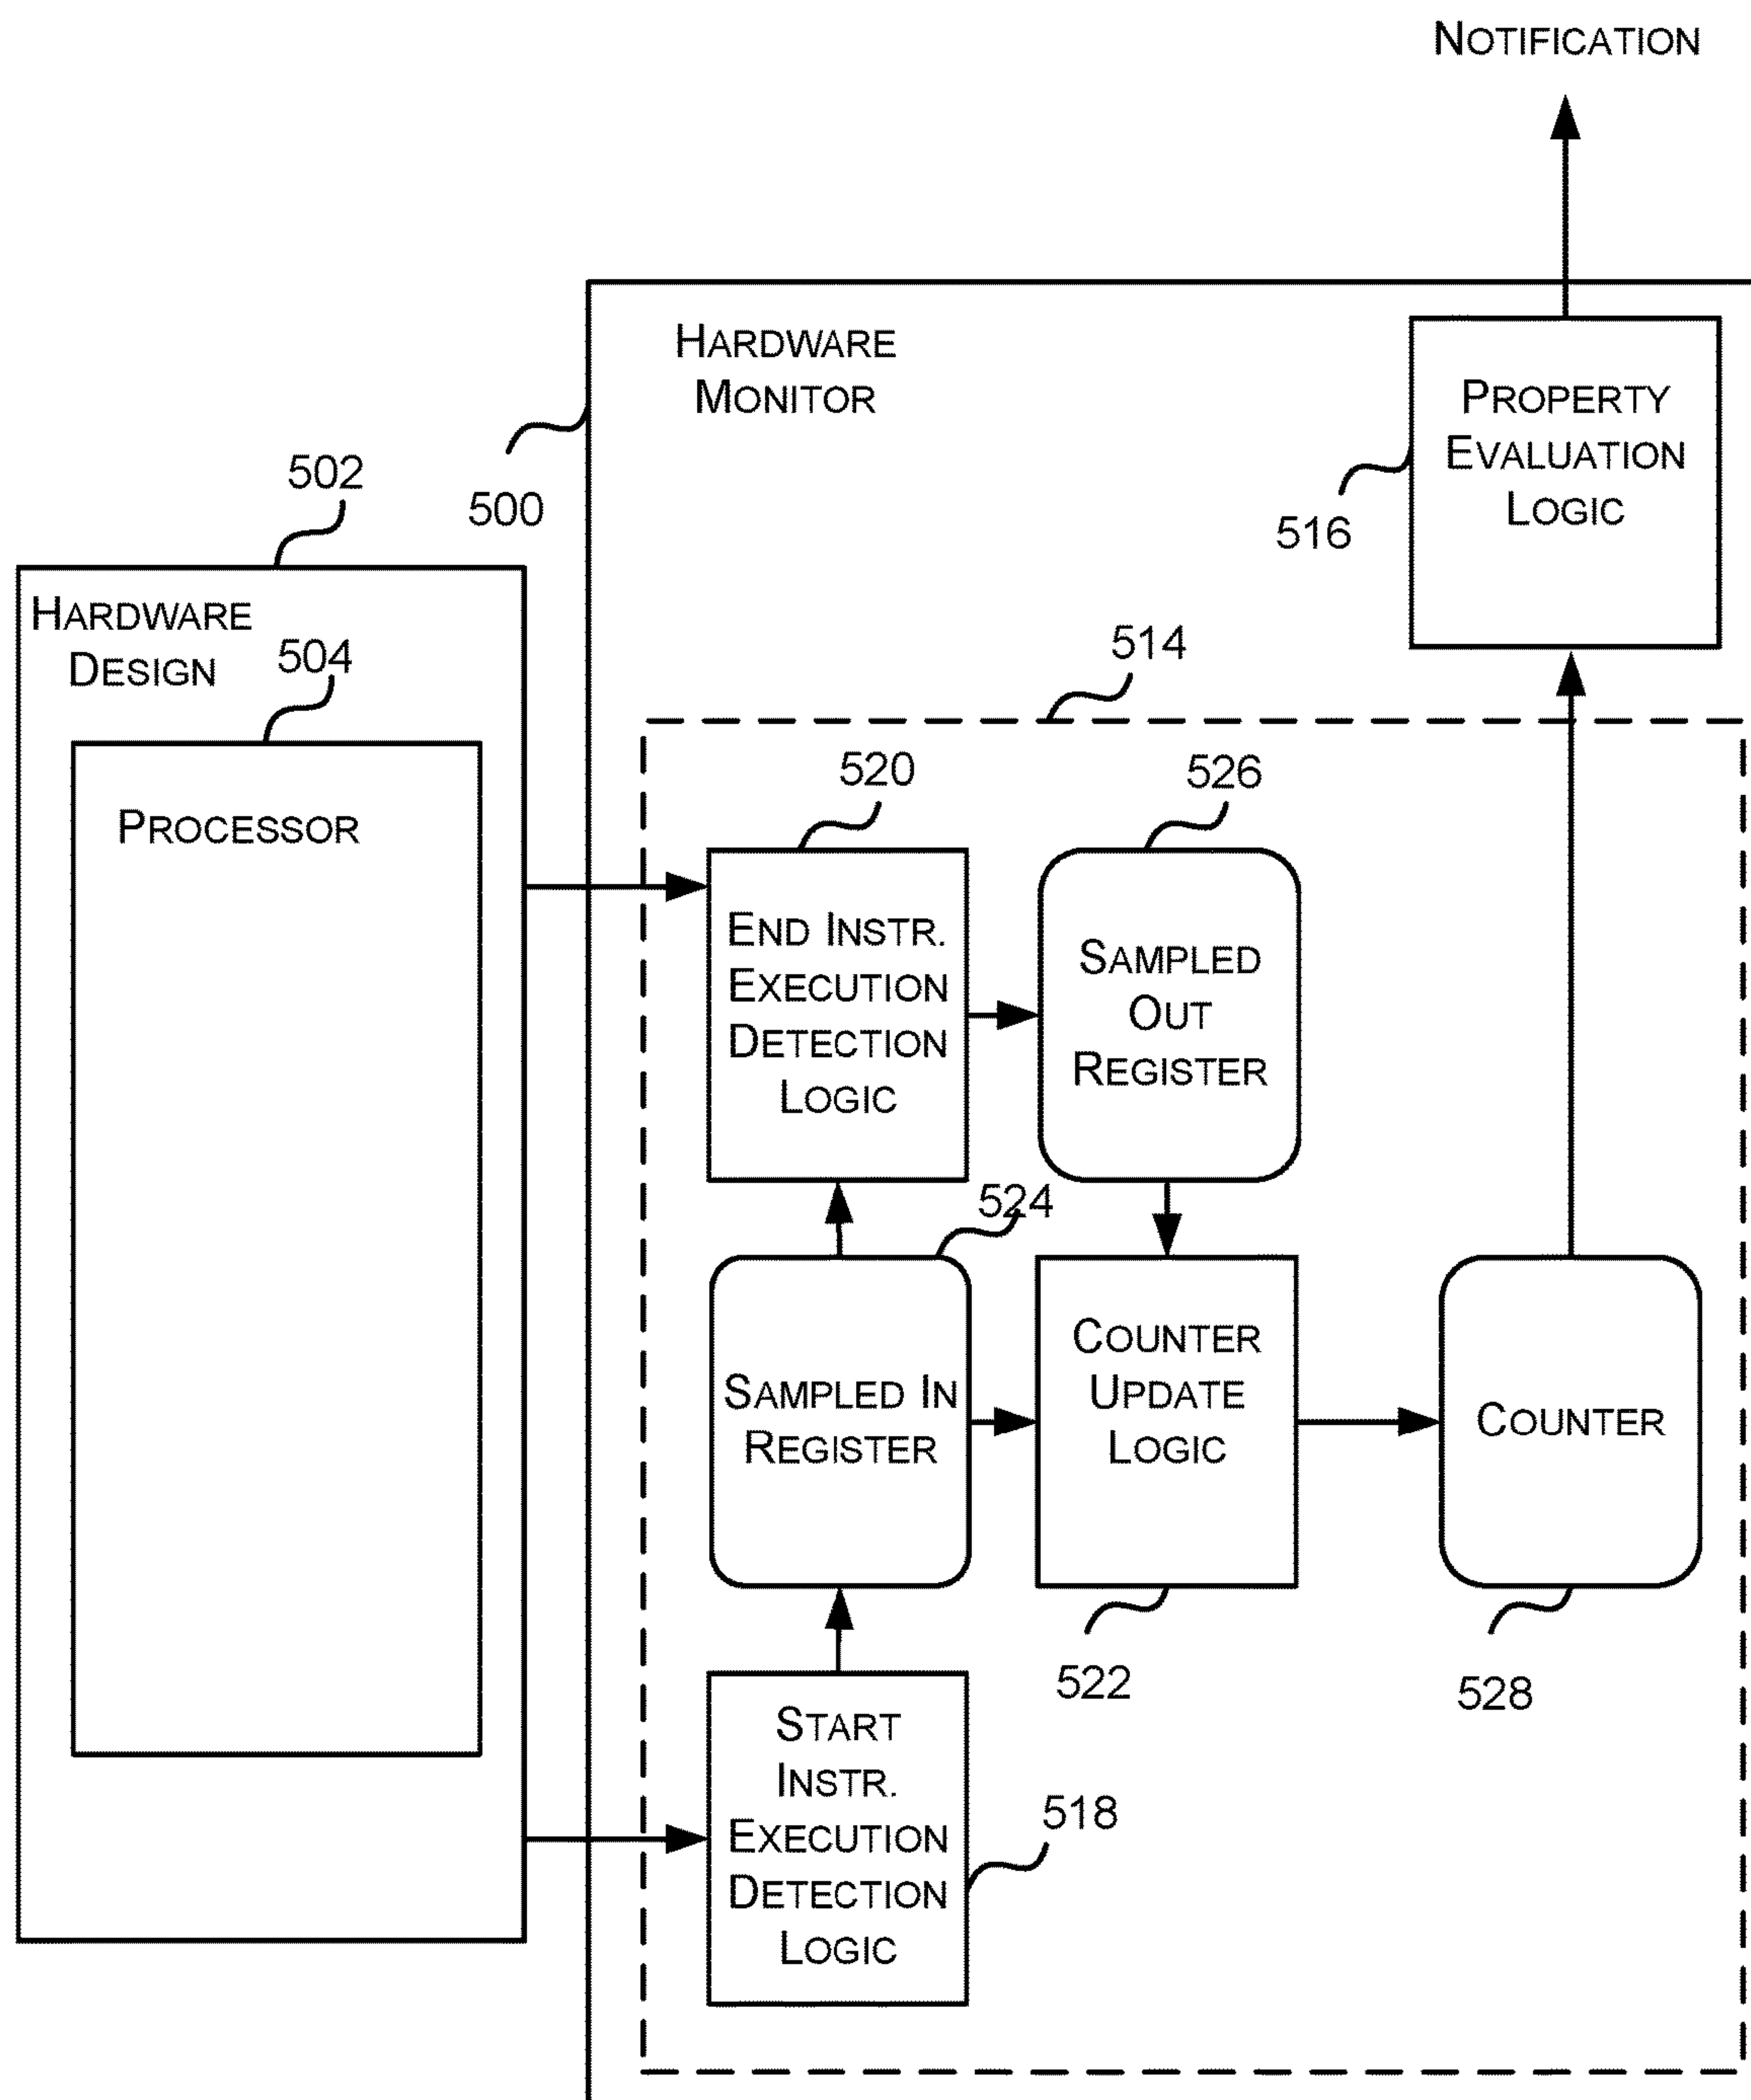 NOTIFICATION
HARDWARE
MONITOR
500
PROPERTY
EVALUATION
LOGIC
516
502
HARDWARE
DESIGN
504
PROCESSOR
514
520
END INSTR.
EXECUTION
DETECTION
LOGIC
526
SAMPLED
OUT
REGISTER
524
SAMPLED IN
REGISTER
COUNTER
UPDATE
LOGIC
522
COUNTER
528
START
INSTR.
EXECUTION
DETECTION
LOGIC
518